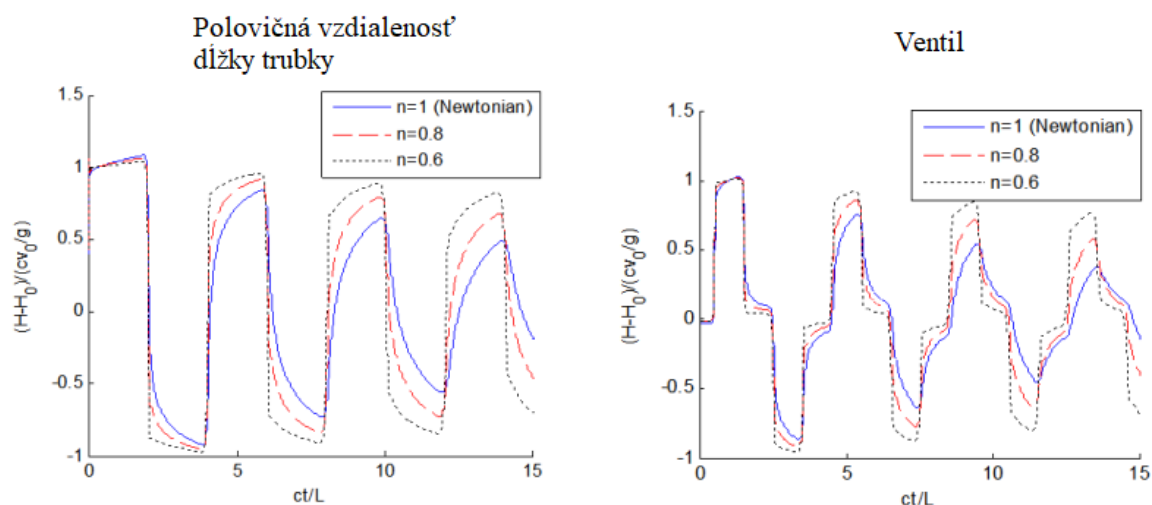 Polovičná vzdialenosť
dĺžky trubky
1.5
1
0.5
0
-0.5
-1
(H-H₀)/(cv₀/g)
n=1 (Newtonian)
n=0.8
n=0.6
0
5
10
15
ct/L
Ventil
1.5
1
0.5
0
-0.5
-1
(H-H₀)/(cv₀/g)
n=1 (Newtonian)
n=0.8
n=0.6
0
5
10
15
ct/L